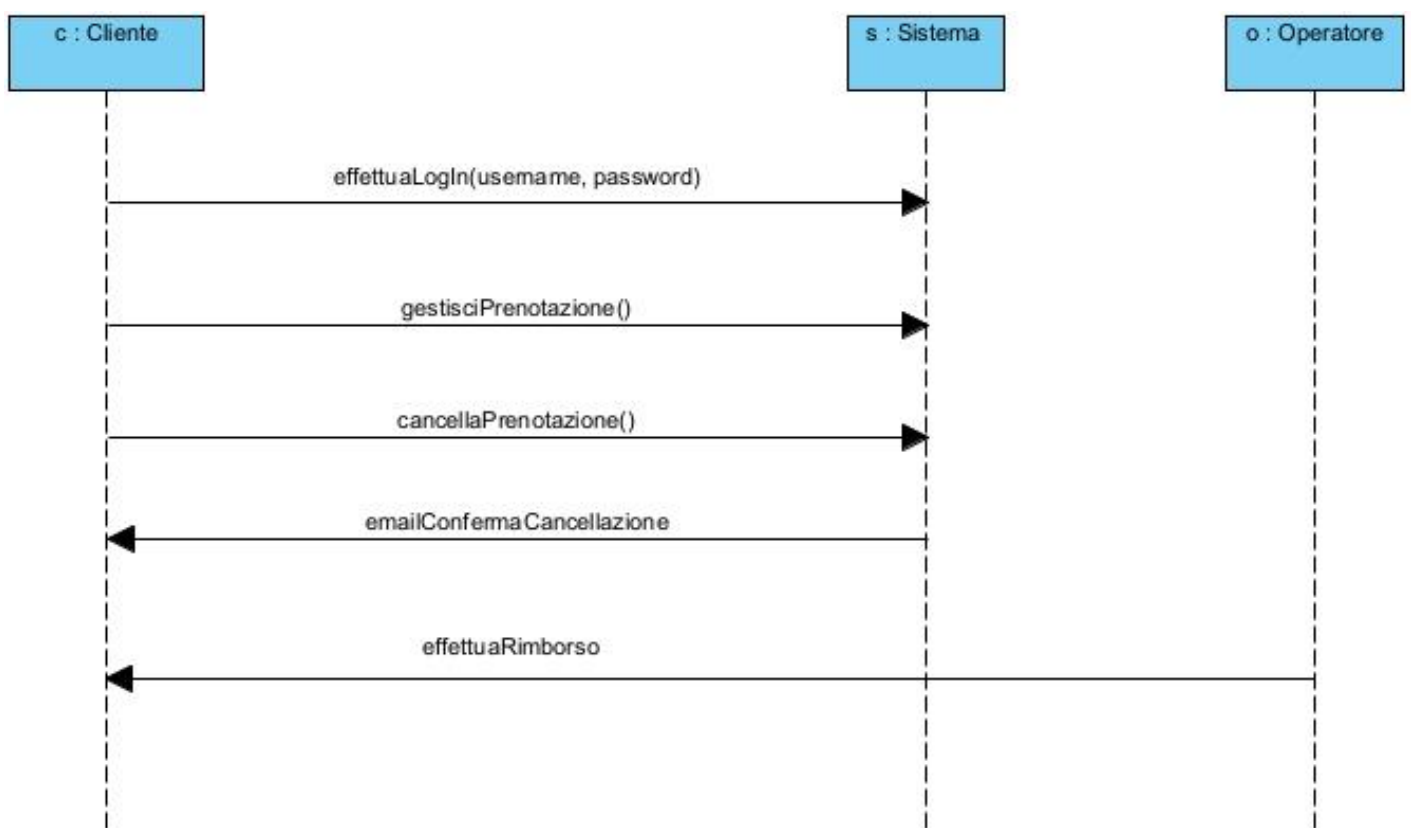 c : Cliente
s : Sistema
o : Operatore
effettuaLogIn(username, password)
gestisciPrenotazione()
cancellaPrenotazione()
emailConfermaCancellazione
effettuaRimborso